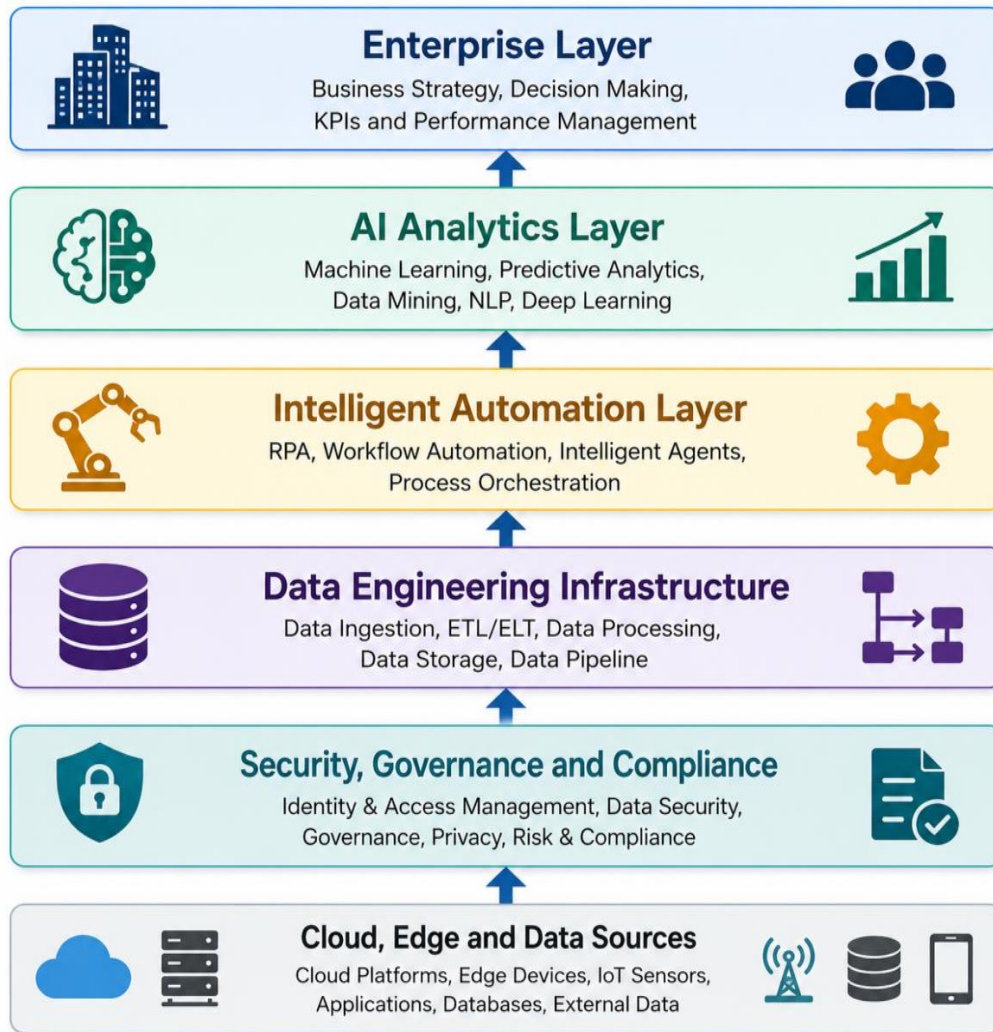 Enterprise Layer
Business Strategy, Decision Making,
KPIs and Performance Management
AI Analytics Layer
Machine Learning, Predictive Analytics,
Data Mining, NLP, Deep Learning
Intelligent Automation Layer
RPA, Workflow Automation, Intelligent Agents,
Process Orchestration
Data Engineering Infrastructure
Data Ingestion, ETL/ELT, Data Processing,
Data Storage, Data Pipeline
Security, Governance and Compliance
Identity & Access Management, Data Security,
Governance, Privacy, Risk & Compliance
Cloud, Edge and Data Sources
Cloud Platforms, Edge Devices, IoT Sensors,
Applications, Databases, External Data